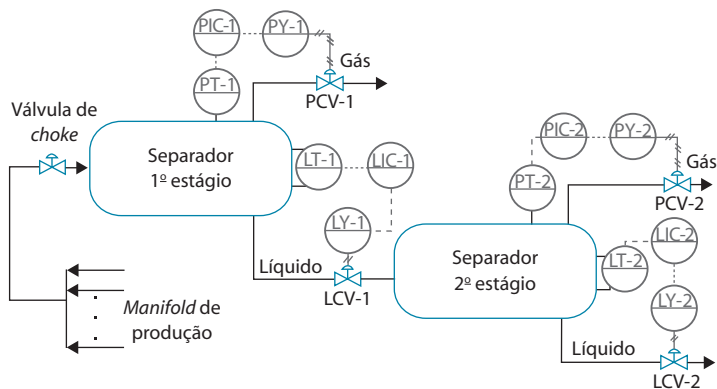 PIC-1
PY-1
Gás
PT-1
PCV-1
Válvula de
choke
Separador
1º estágio
LT-1
LIC-1
LY-1
Líquido
LCV-1
Manifold de
produção
PIC-2
PY-2
Gás
PT-2
PCV-2
Separador
2º estágio
LIC-2
LT-2
LY-2
Líquido
LCV-2